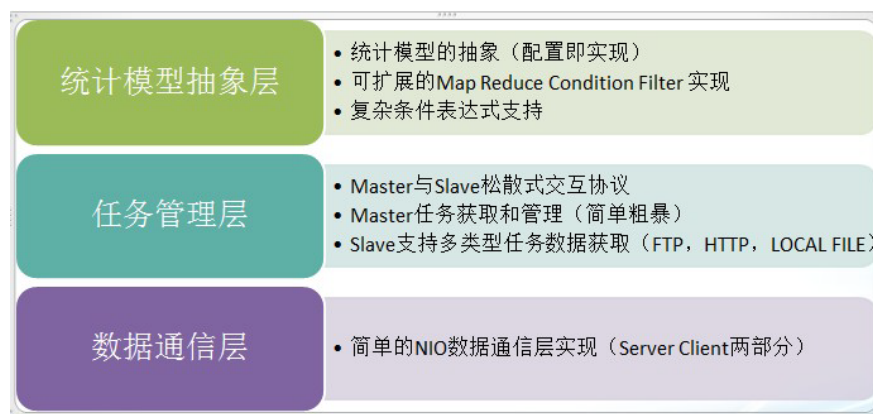 统计模型抽象层
• 统计模型的抽象（配置即实现）
• 可扩展的Map Reduce Condition Filter 实现
• 复杂条件表达式支持
任务管理层
• Master与Slave松散式交互协议
• Master任务获取和管理（简单粗暴）
• Slave支持多类型任务数据获取（FTP，HTTP，LOCAL FILE）
数据通信层
• 简单的NIO数据通信层实现（Server Client两部分）